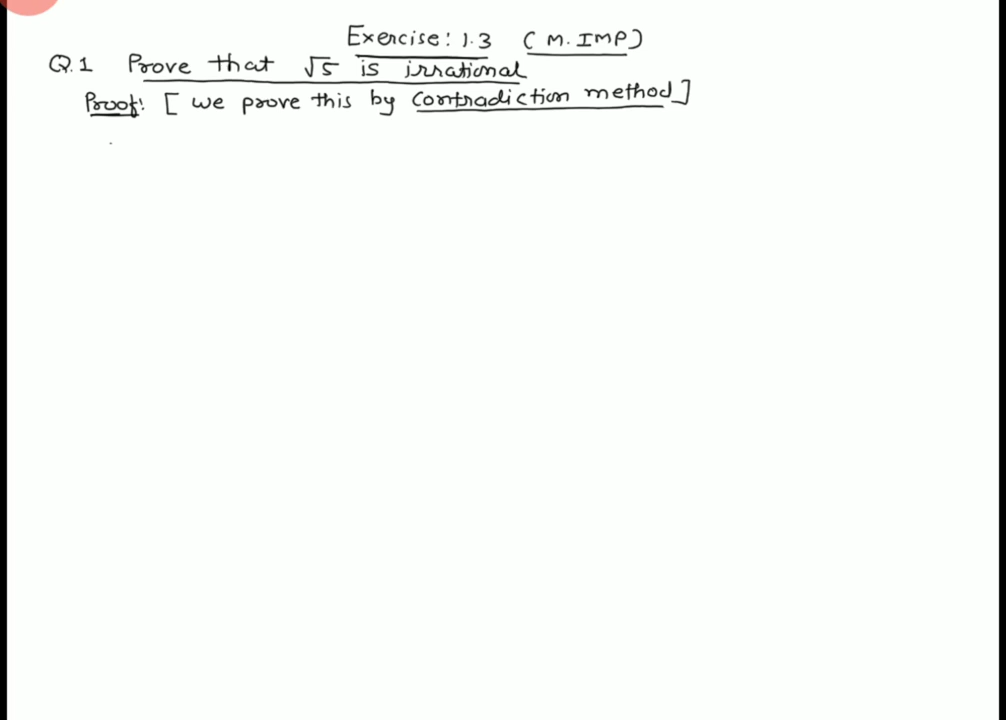 Exercise: 1.3 (M.IMP)
Q.1 Prove that √5 is irrational
Proof: [ we prove this by contradiction method ]